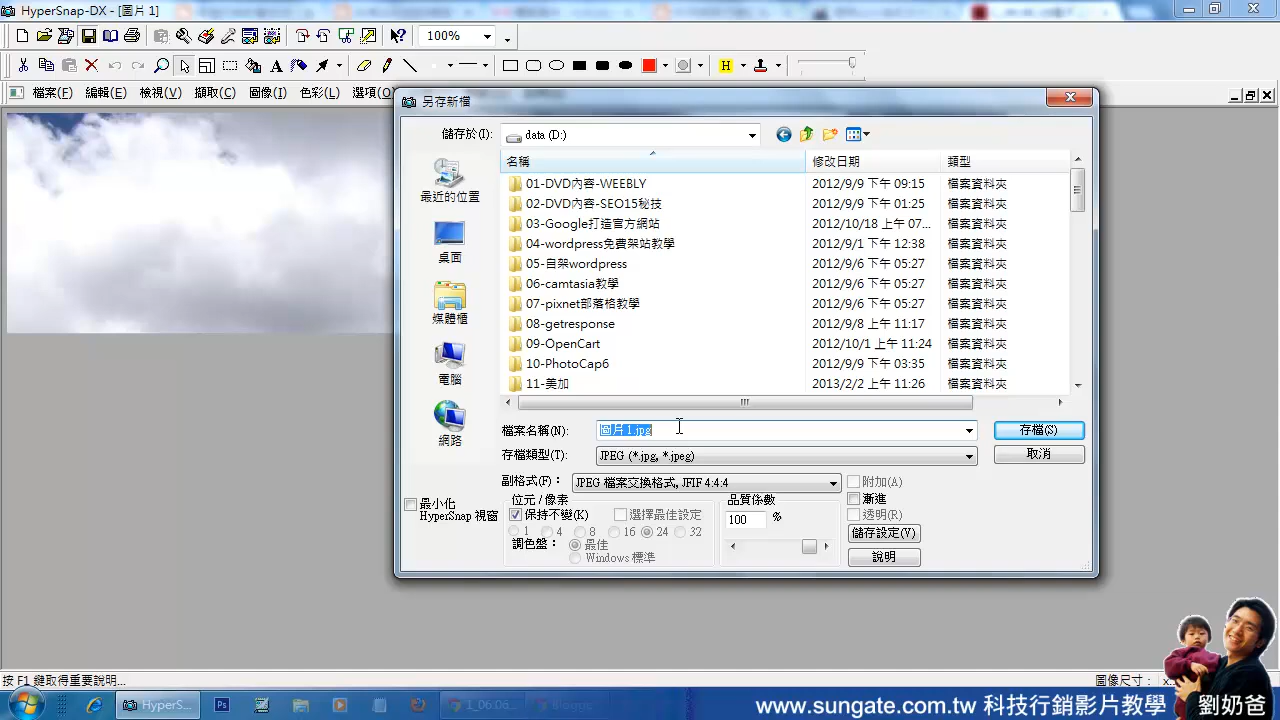 HyperSnap-DX - [圖片 1]
100%
檔案(F) 編輯(E) 檢視(V) 擷取(C) 圖像(I) 色彩(L) 選項(O)
另存新檔
儲存於(I): data (D:)
名稱 修改日期 類型
01-DVD內容-WEEBLY 2012/9/9 下午 09:15 檔案資料夾
02-DVD內容-SEO15秘技 2012/9/9 下午 01:25 檔案資料夾
03-Google打造官方網站 2012/10/18 上午 07... 檔案資料夾
04-wordpress免費架站教學 2012/9/1 下午 12:38 檔案資料夾
05-自架wordpress 2012/9/6 下午 05:27 檔案資料夾
06-camtasia教學 2012/9/6 下午 05:27 檔案資料夾
07-pixnet部落格教學 2012/9/6 下午 05:27 檔案資料夾
08-getresponse 2012/9/8 上午 11:17 檔案資料夾
09-OpenCart 2012/10/1 上午 11:24 檔案資料夾
10-PhotoCap6 2012/9/9 下午 03:35 檔案資料夾
11-美加 2013/2/2 上午 11:26 檔案資料夾
最近的位置
桌面
媒體櫃
電腦
網路
檔案名稱(N): 圖片 1.jpg 存檔(S)
存檔類型(T): JPEG (*.jpg, *.jpeg) 取消
副格式(F)： JPEG 檔案交換格式, JFIF 4:4:4 附加(A)
最小化
HyperSnap 視窗
位元 / 像素 品質係數 漸進
保持不變(K) 選擇最佳設定 100 % 透明(R)
1 4 8 16 24 32 儲存設定(V)
調色盤： 最佳
Windows 標準 說明
按 F1 鍵取得重要說明...
圖像尺寸：
HyperS...
Ps
1_06.0
Blogge
www.sungate.com.tw 科技行銷影片教學 劉奶爸